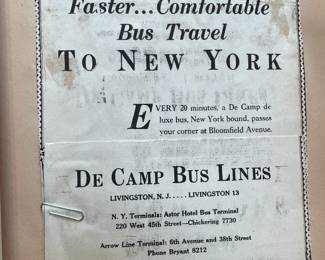 Faster...Comfortable
Bus Travel
TO NEW YORK
EVERY 20 minutes, a De Camp de
luxe bus, New York bound, passes
your corner at Bloomfield Avenue.
DE CAMP BUS LINES
LIVINGSTON, N. J.....LIVINGSTON 13
N. Y. Terminals: Astor Hotel Bus Terminal
220 West 45th Street—Chickering 7730
Arrow Line Terminal: 6th Avenue and 38th Street
Phone Bryant 8212